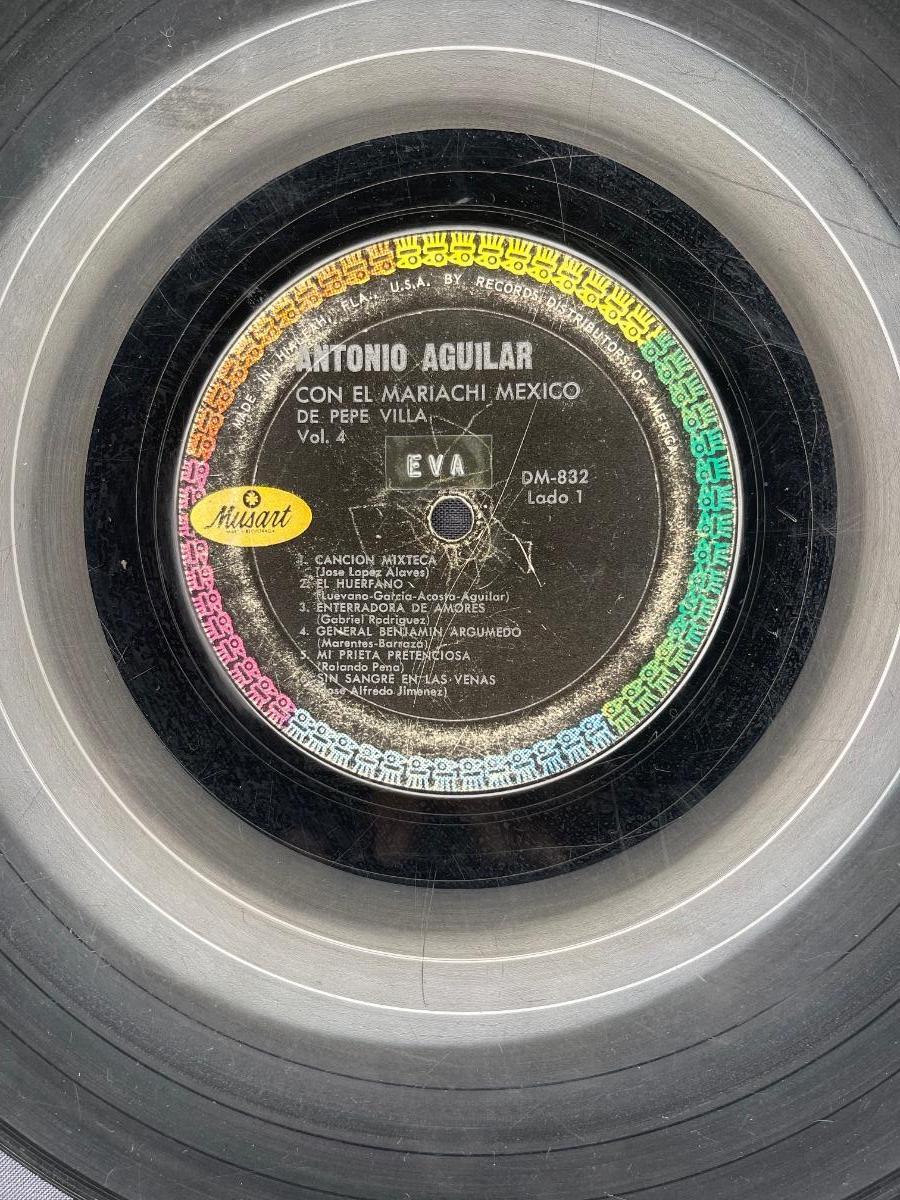 MADE IN HIALEAH, FLA., U.S.A. BY RECORDS DISTRIBUTORS OF AMERICA
ANTONIO AGUILAR
CON EL MARIACHI MEXICO
DE PEPE VILLA
Vol. 4
EVA
DM-832
Lado 1
Musart
1. CANCION MIXTECA
(Jose Lopez Alaves)
2. EL HUERFANO
(Luevano-Garcia-Acosta-Aguilar)
3. ENTERRADORA DE AMORES
(Gabriel Rodriguez)
4. GENERAL BENJAMIN ARGUMEDO
(Marentes-Barraza)
5. MI PRIETA PRETENCIOSA
(Rolando Pena)
SIN SANGRE EN LAS VENAS
(Jose Alfredo Jimenez)